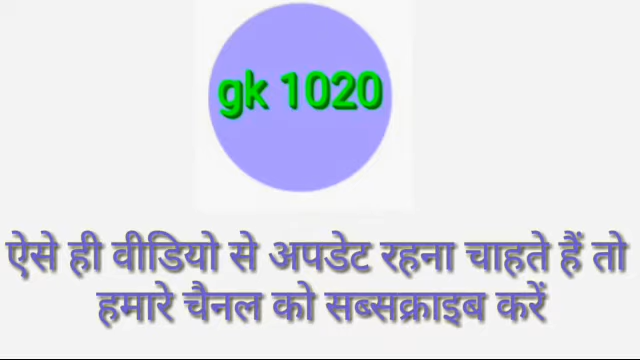 gk 1020
ऐसे ही वीडियो से अपडेट रहना चाहते हैं तो
हमारे चैनल को सब्सक्राइब करें